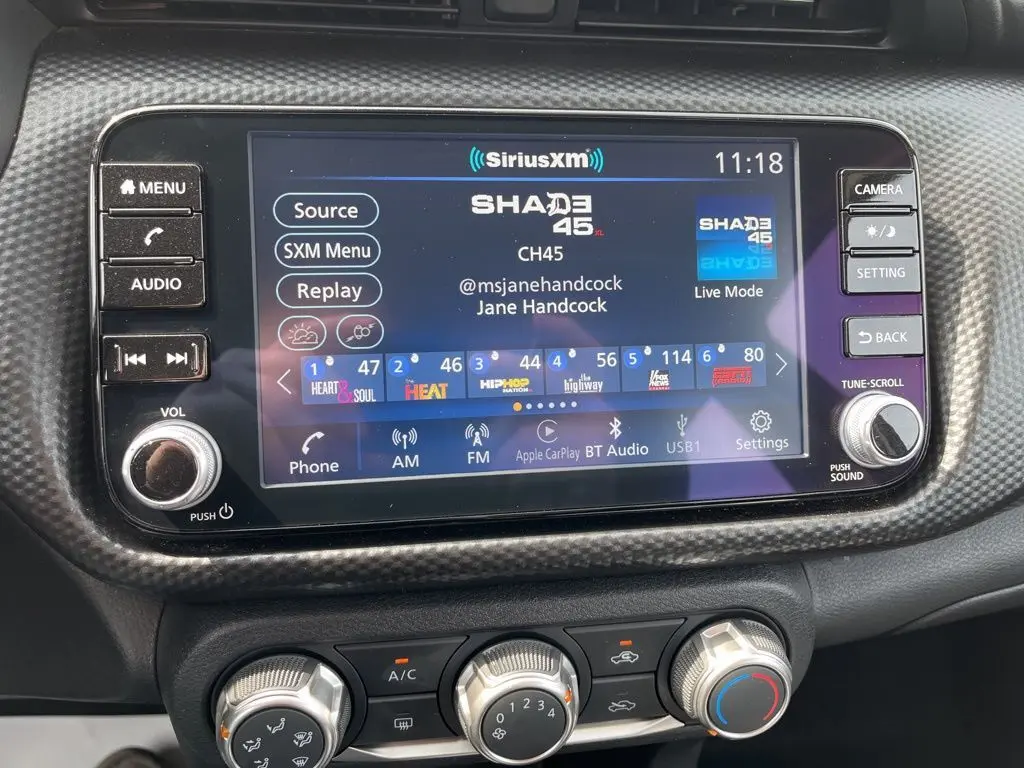 ((SiriusXM))
11:18
MENU
AUDIO
VOL
PUSH
Source
SXM Menu
Replay
SHADE
45 XL
CH45
@msjanehandcock
Jane Handcock
SHADE
45
Live Mode
1 47 HEART & SOUL
2 46 the HEAT
3 44 HIPHOP NATION
4 56 the highway
5 114 FOX NEWS
6 80
Phone
AM
FM
Apple CarPlay
BT Audio
USB1
Settings
CAMERA
SETTING
BACK
TUNE-SCROLL
PUSH
SOUND
A/C
0 1 2 3 4